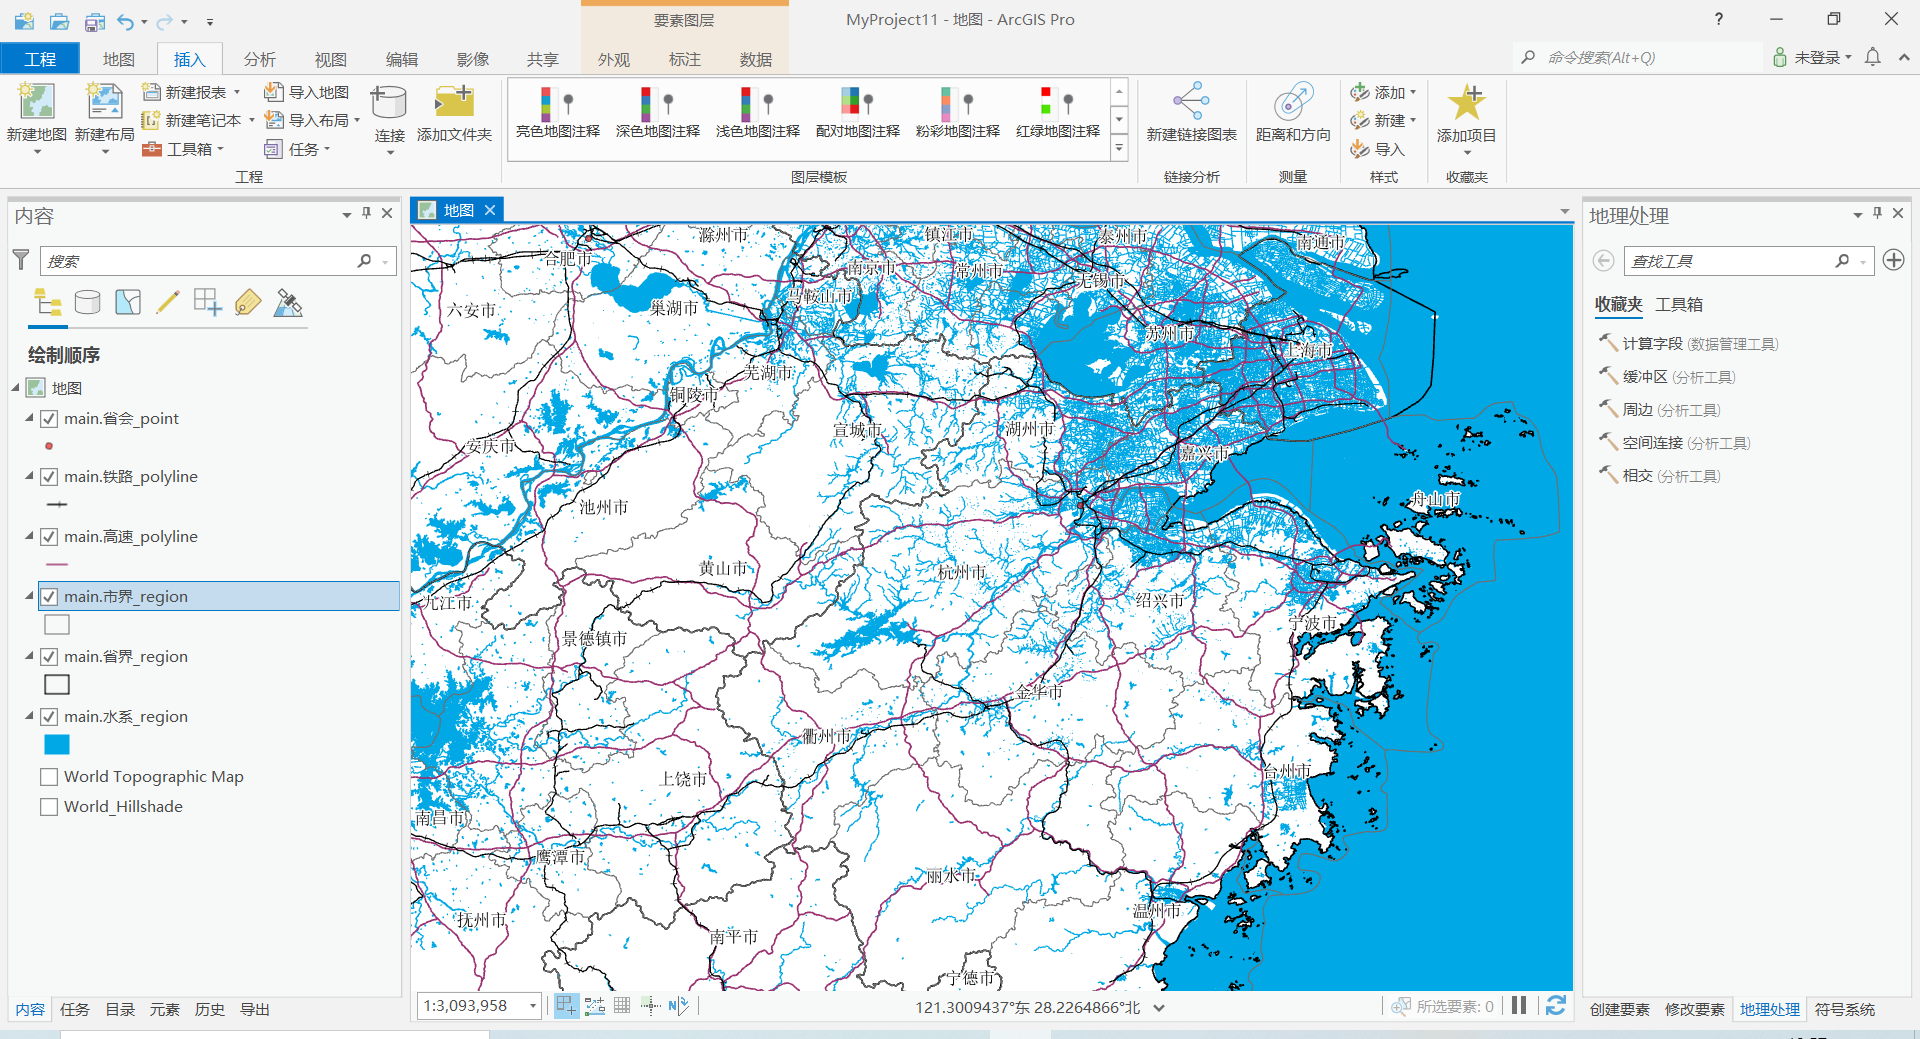 要素图层
MyProject11 - 地图 - ArcGIS Pro
?
工程 地图 插入 分析 视图 编辑 影像 共享 外观 标注 数据
命令搜索(Alt+Q)
未登录
新建地图
新建布局
新建报表
新建笔记本
工具箱
导入地图
导入布局
任务
连接
添加文件夹
工程
亮色地图注释 深色地图注释 浅色地图注释 配对地图注释 粉彩地图注释 红绿地图注释
图层模板
新建链接图表
链接分析
距离和方向
测量
添加
新建
导入
样式
添加项目
收藏夹
内容
搜索
绘制顺序
地图
main.省会_point
main.铁路_polyline
main.高速_polyline
main.市界_region
main.省界_region
main.水系_region
World Topographic Map
World_Hillshade
内容 任务 目录 元素 历史 导出
地图
滁州市
镇江市
泰州市
南通市
合肥市
南京市
常州市
无锡市
六安市
巢湖市
马鞍山市
苏州市
上海市
芜湖市
铜陵市
宣城市
湖州市
安庆市
嘉兴市
池州市
舟山市
黄山市
杭州市
九江市
绍兴市
宁波市
景德镇市
金华市
衢州市
上饶市
台州市
南昌市
鹰潭市
丽水市
抚州市
温州市
南平市
宁德市
1:3,093,958
121.3009437°东 28.2264866°北
所选要素: 0
地理处理
查找工具
收藏夹 工具箱
计算字段 (数据管理工具)
缓冲区 (分析工具)
周边 (分析工具)
空间连接 (分析工具)
相交 (分析工具)
创建要素 修改要素 地理处理 符号系统